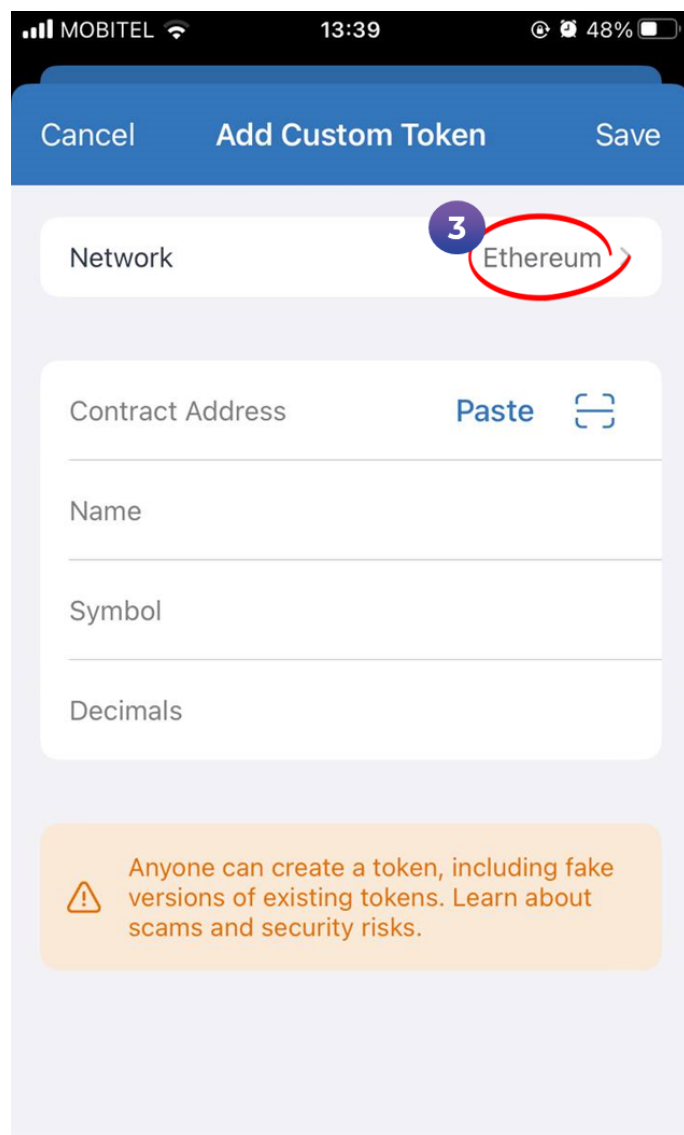 MOBITEL 13:39 48%
Cancel Add Custom Token Save
3
Network Ethereum
Contract Address Paste
Name
Symbol
Decimals
Anyone can create a token, including fake
versions of existing tokens. Learn about
scams and security risks.